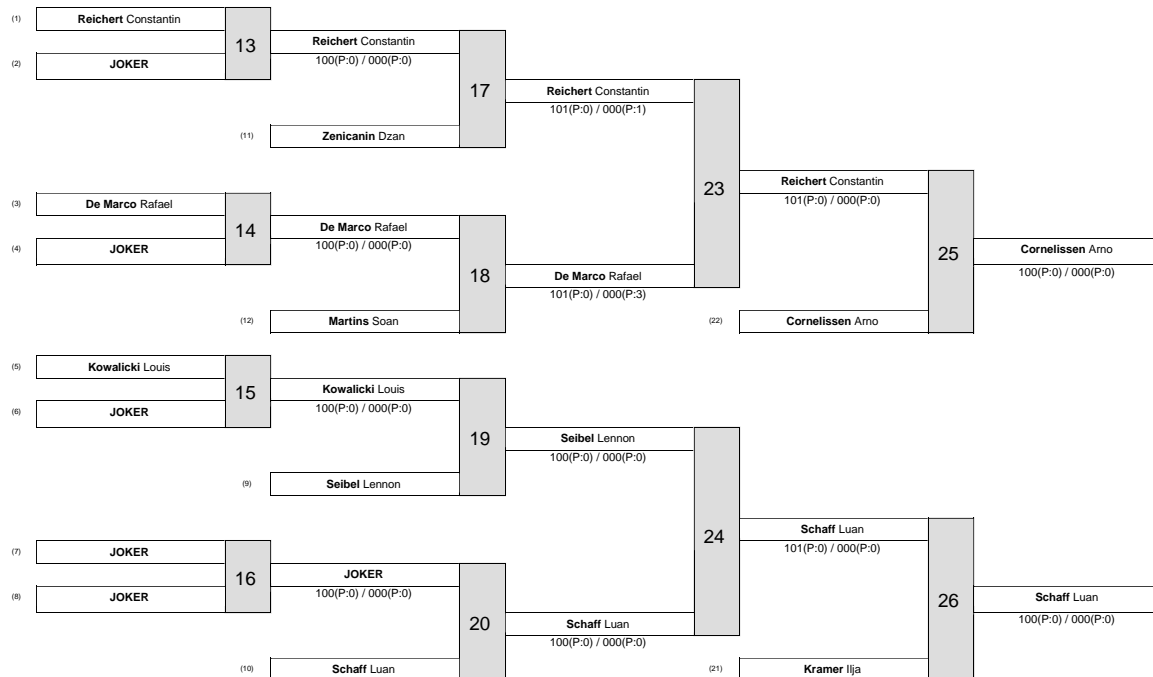 (1) Reichert Constantin
13
Reichert Constantin
100(P:0) / 000(P:0)
(2) JOKER
17
Reichert Constantin
101(P:0) / 000(P:1)
(11) Zenicanin Dzan
23
Reichert Constantin
101(P:0) / 000(P:0)
(3) De Marco Rafael
14
De Marco Rafael
100(P:0) / 000(P:0)
(4) JOKER
18
De Marco Rafael
101(P:0) / 000(P:3)
(12) Martins Soan
25
Cornelissen Arno
100(P:0) / 000(P:0)
(22) Cornelissen Arno
(5) Kowalicki Louis
15
Kowalicki Louis
100(P:0) / 000(P:0)
(6) JOKER
19
Seibel Lennon
100(P:0) / 000(P:0)
(9) Seibel Lennon
24
Schaff Luan
101(P:0) / 000(P:0)
(7) JOKER
16
JOKER
100(P:0) / 000(P:0)
(8) JOKER
20
Schaff Luan
100(P:0) / 000(P:0)
(10) Schaff Luan
26
Schaff Luan
100(P:0) / 000(P:0)
(21) Kramer Ilja